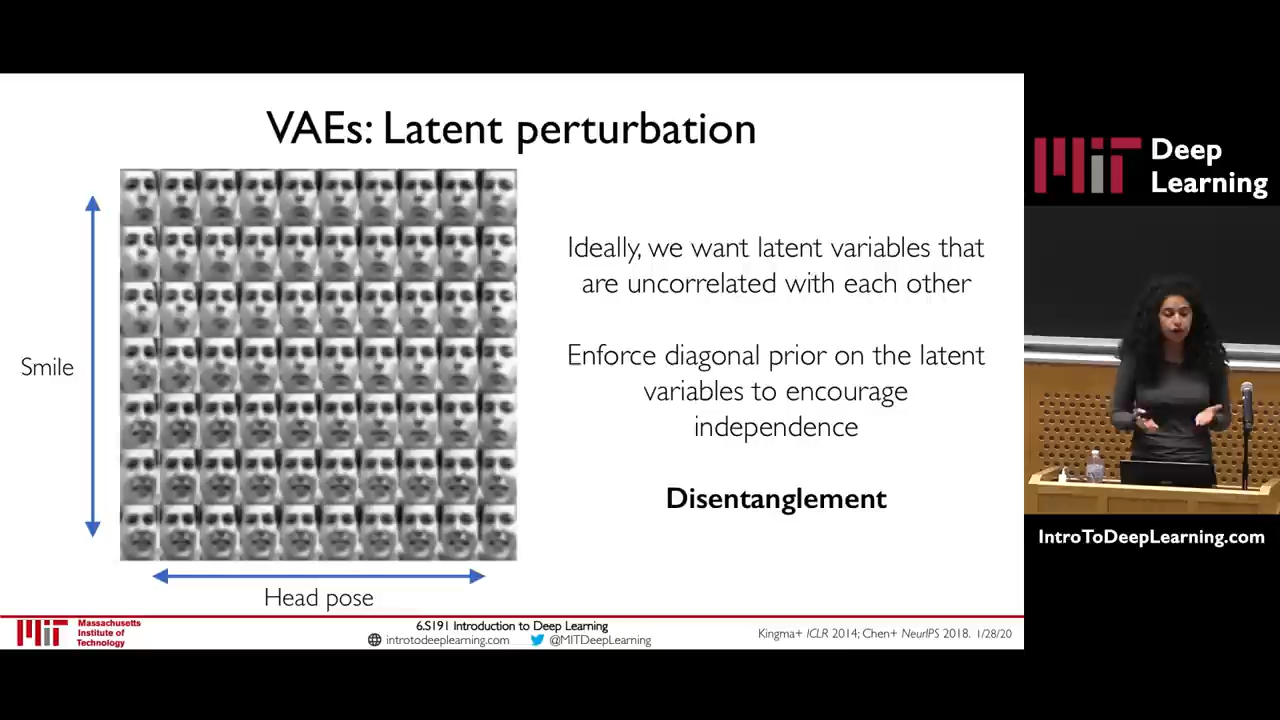 VAEs: Latent perturbation
Smile
Head pose
Ideally, we want latent variables that
are uncorrelated with each other
Enforce diagonal prior on the latent
variables to encourage
independence
Disentanglement
Massachusetts
Institute of
Technology
6.S191 Introduction to Deep Learning
introtodeeplearning.com @MITDeepLearning
Kingma+ ICLR 2014; Chen+ NeurIPS 2018. 1/28/20
MIT Deep
Learning
IntroToDeepLearning.com